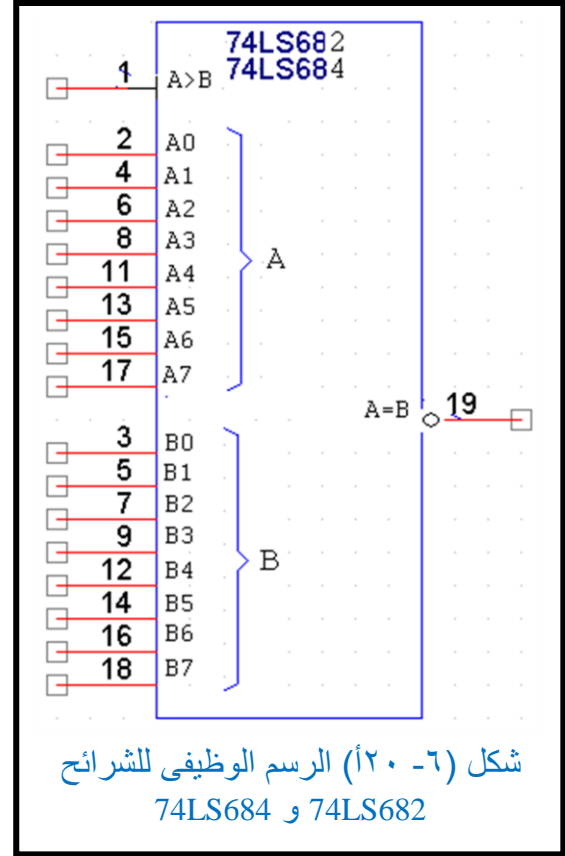 74LS682
74LS684
1 A>B
2 A0
4 A1
6 A2
8 A3
11 A4
13 A5
15 A6
17 A7
A
A=B 19
3 B0
5 B1
7 B2
9 B3
12 B4
14 B5
16 B6
18 B7
B
شكل (٦- ٢٠أ) الرسم الوظيفى للشرائح
74LS682 و 74LS684